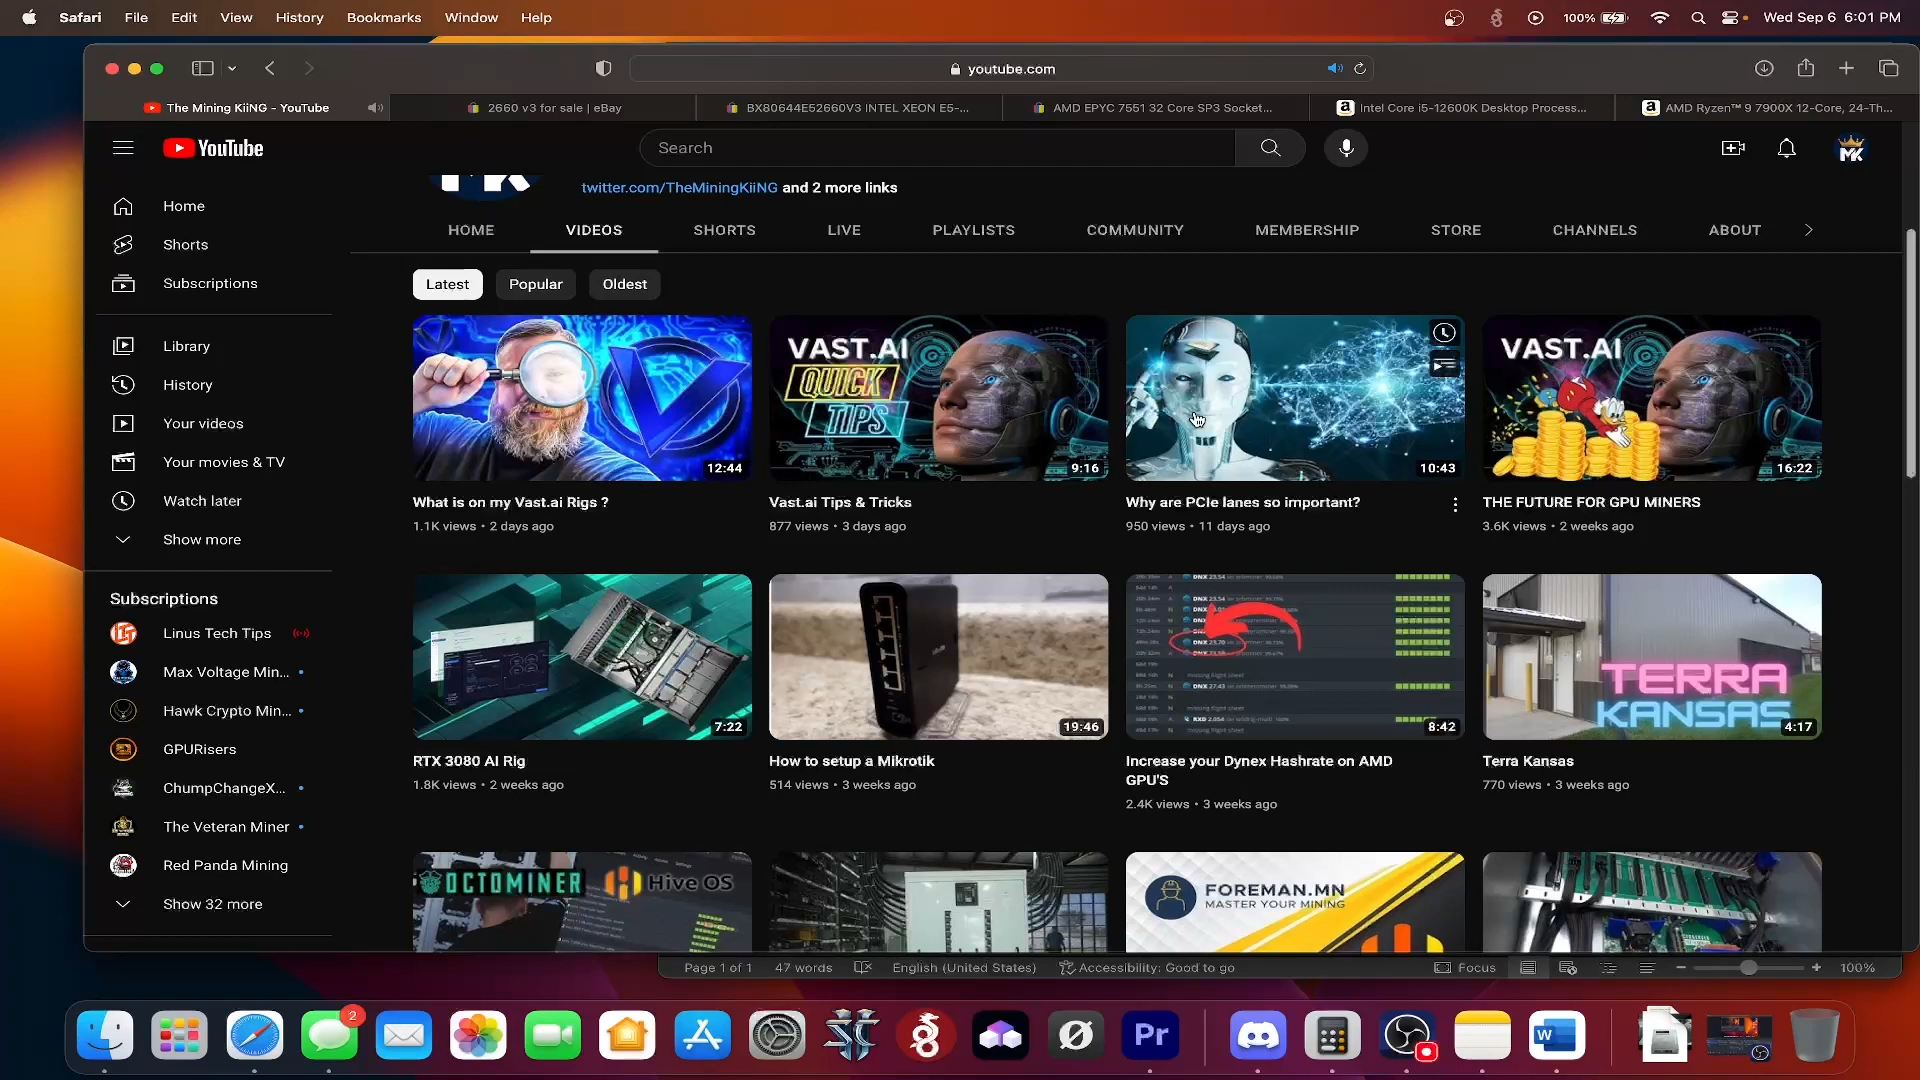 Safari File Edit View History Bookmarks Window Help
100% Wed Sep 6 6:01 PM
youtube.com
The Mining KiiNG - YouTube
2660 v3 for sale | eBay
BX80644E52660V3 INTEL XEON E5-...
AMD EPYC 7551 32 Core SP3 Socket...
Intel Core i5-12600K Desktop Process...
AMD Ryzen™ 9 7900X 12-Core, 24-Th...
YouTube
Search
MK
twitter.com/TheMiningKiiNG and 2 more links
HOME VIDEOS SHORTS LIVE PLAYLISTS COMMUNITY MEMBERSHIP STORE CHANNELS ABOUT
Latest Popular Oldest
Home
Shorts
Subscriptions
Library
History
Your videos
Your movies & TV
Watch later
Show more
Subscriptions
Linus Tech Tips
Max Voltage Min...
Hawk Crypto Min...
GPURisers
ChumpChangeX...
The Veteran Miner
Red Panda Mining
Show 32 more
12:44
What is on my Vast.ai Rigs ?
1.1K views • 2 days ago
VAST.AI
QUICK
TIPS
9:16
Vast.ai Tips & Tricks
877 views • 3 days ago
10:43
Why are PCIe lanes so important?
950 views • 11 days ago
VAST.AI
16:22
THE FUTURE FOR GPU MINERS
3.6K views • 2 weeks ago
7:22
RTX 3080 AI Rig
1.8K views • 2 weeks ago
19:46
How to setup a Mikrotik
514 views • 3 weeks ago
8:42
Increase your Dynex Hashrate on AMD
GPU'S
2.4K views • 3 weeks ago
TERRA
KANSAS
4:17
Terra Kansas
770 views • 3 weeks ago
OCTOMINER Hive OS
FOREMAN.MN
MASTER YOUR MINING
Page 1 of 1 47 words English (United States) Accessibility: Good to go Focus 100%
2
Pr
W